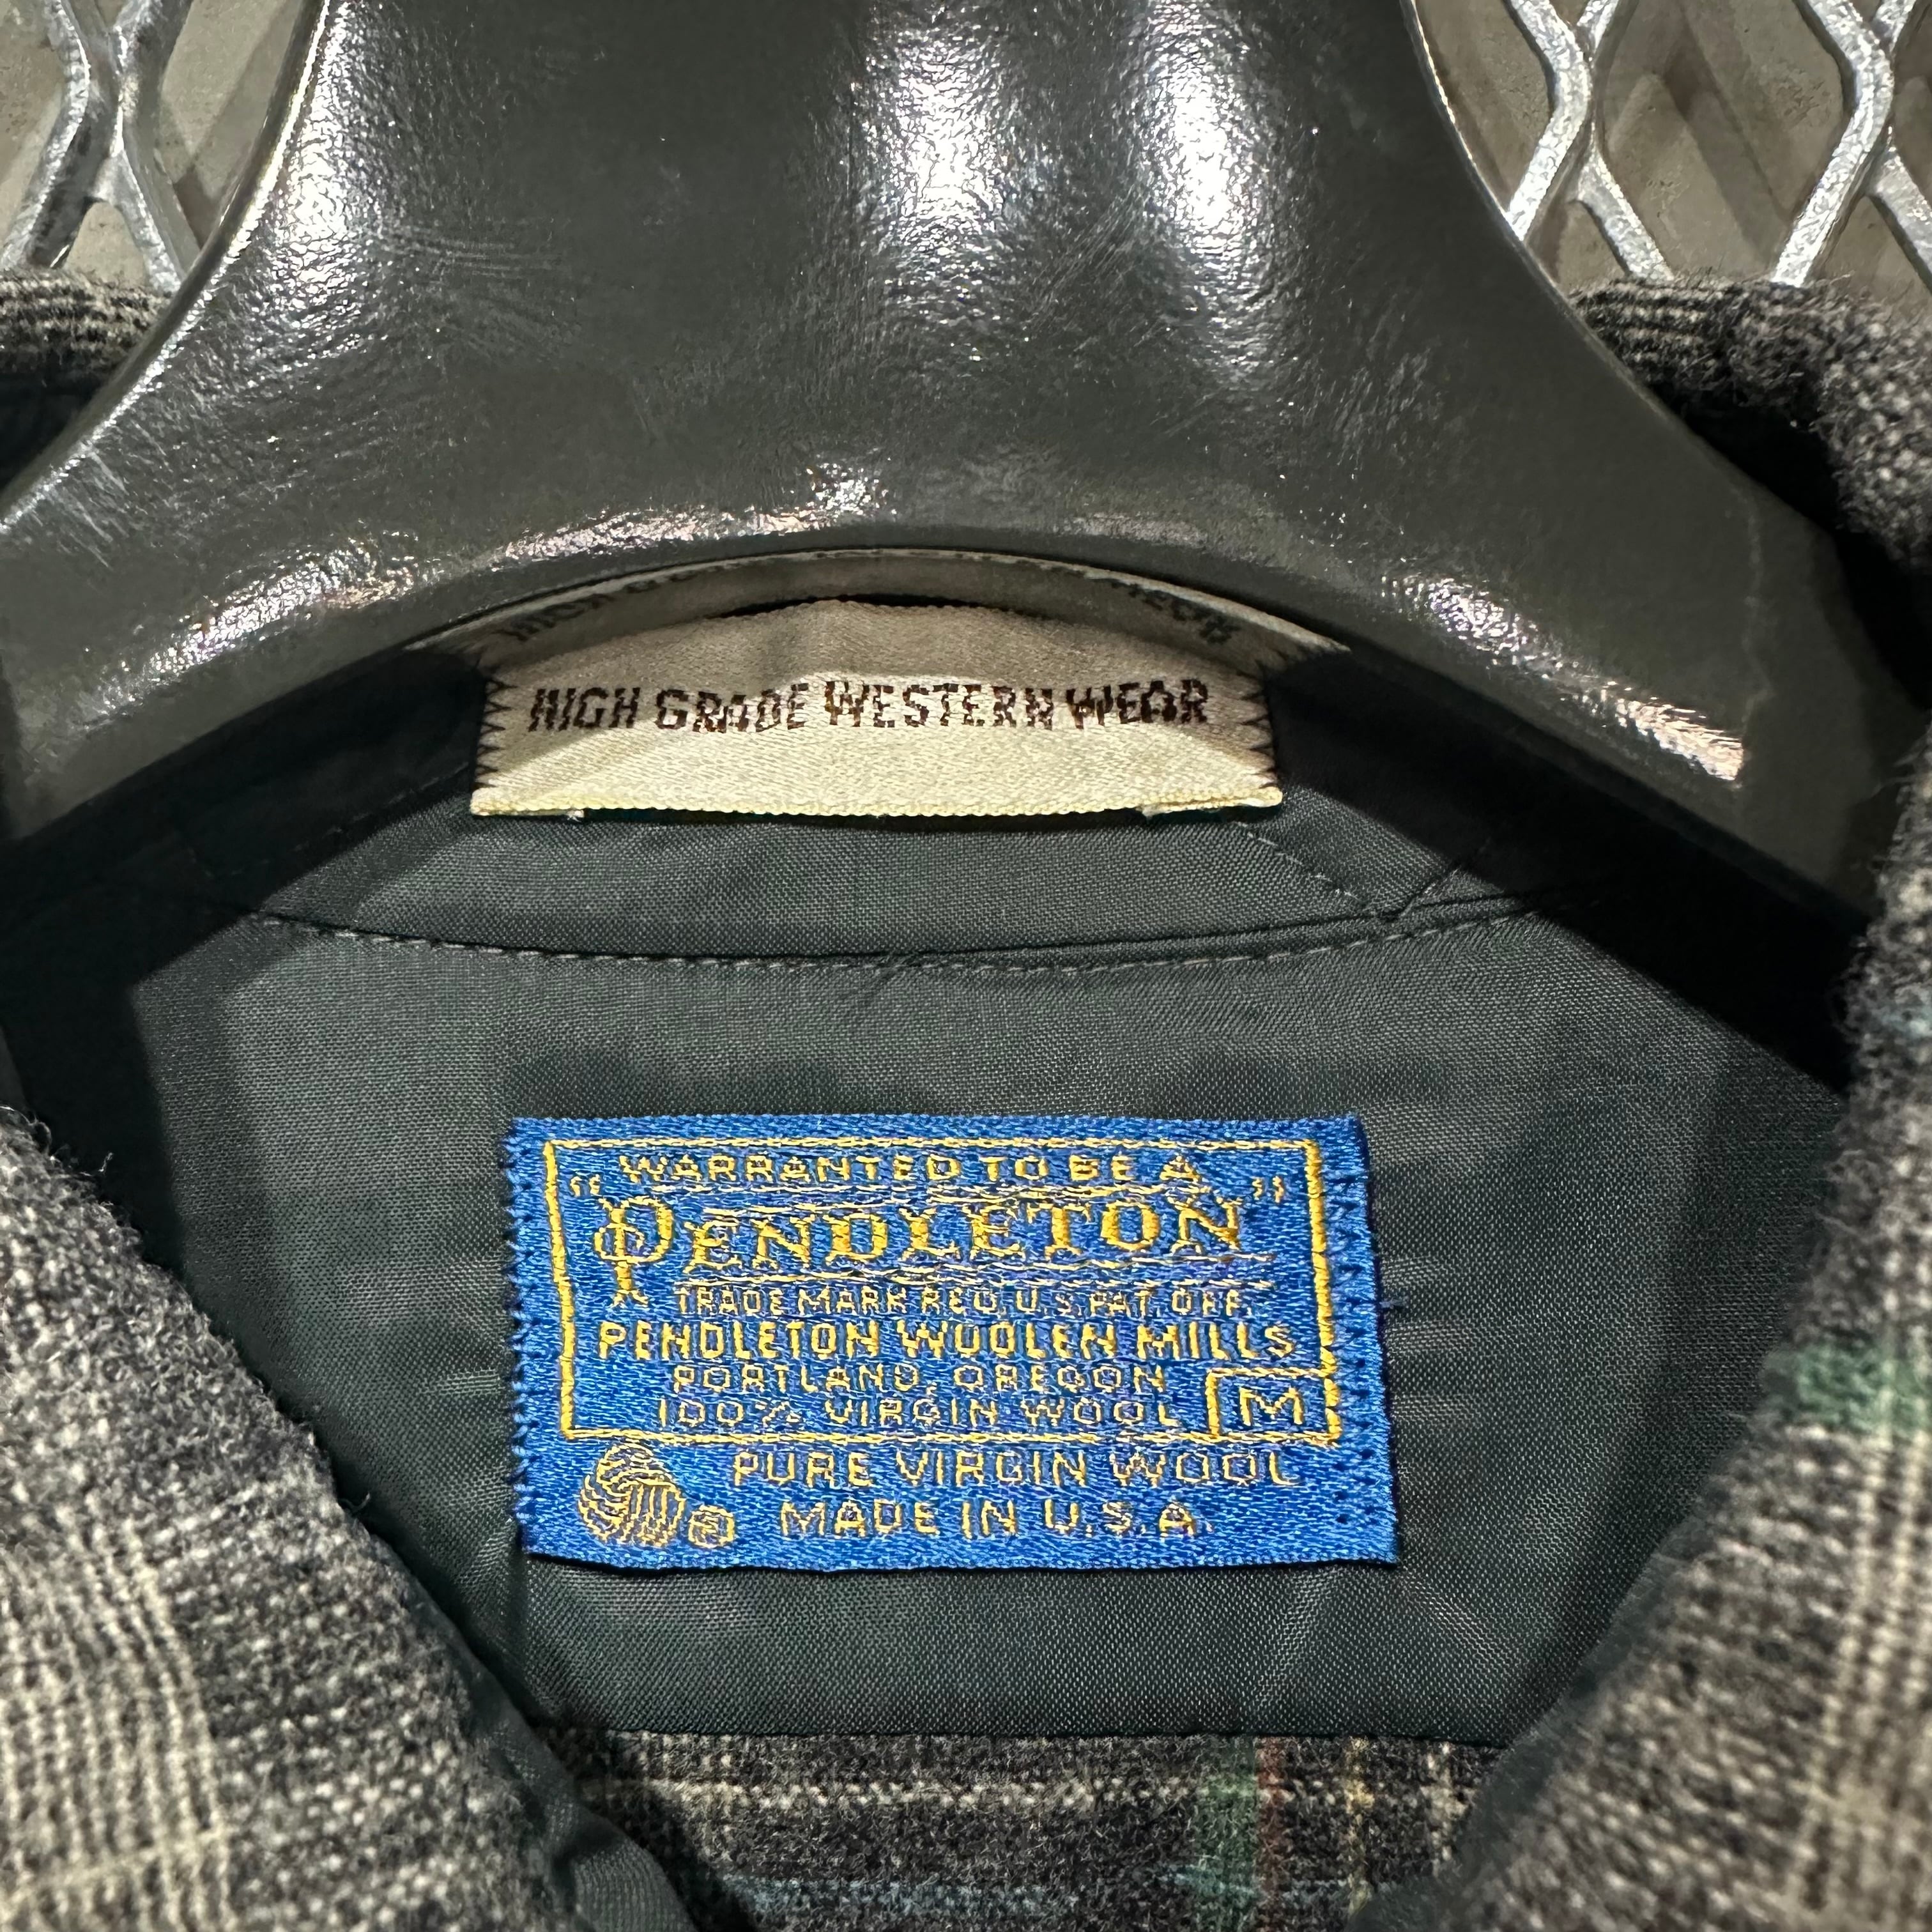 HIGH GRADE WESTERN WEAR
"WARRANTED TO BE A
PENDLETON"
TRADE MARK REG. U.S. PAT. OFF.
PENDLETON WOOLEN MILLS
PORTLAND, OREGON
100% VIRGIN WOOL M
PURE VIRGIN WOOL
MADE IN U.S.A.